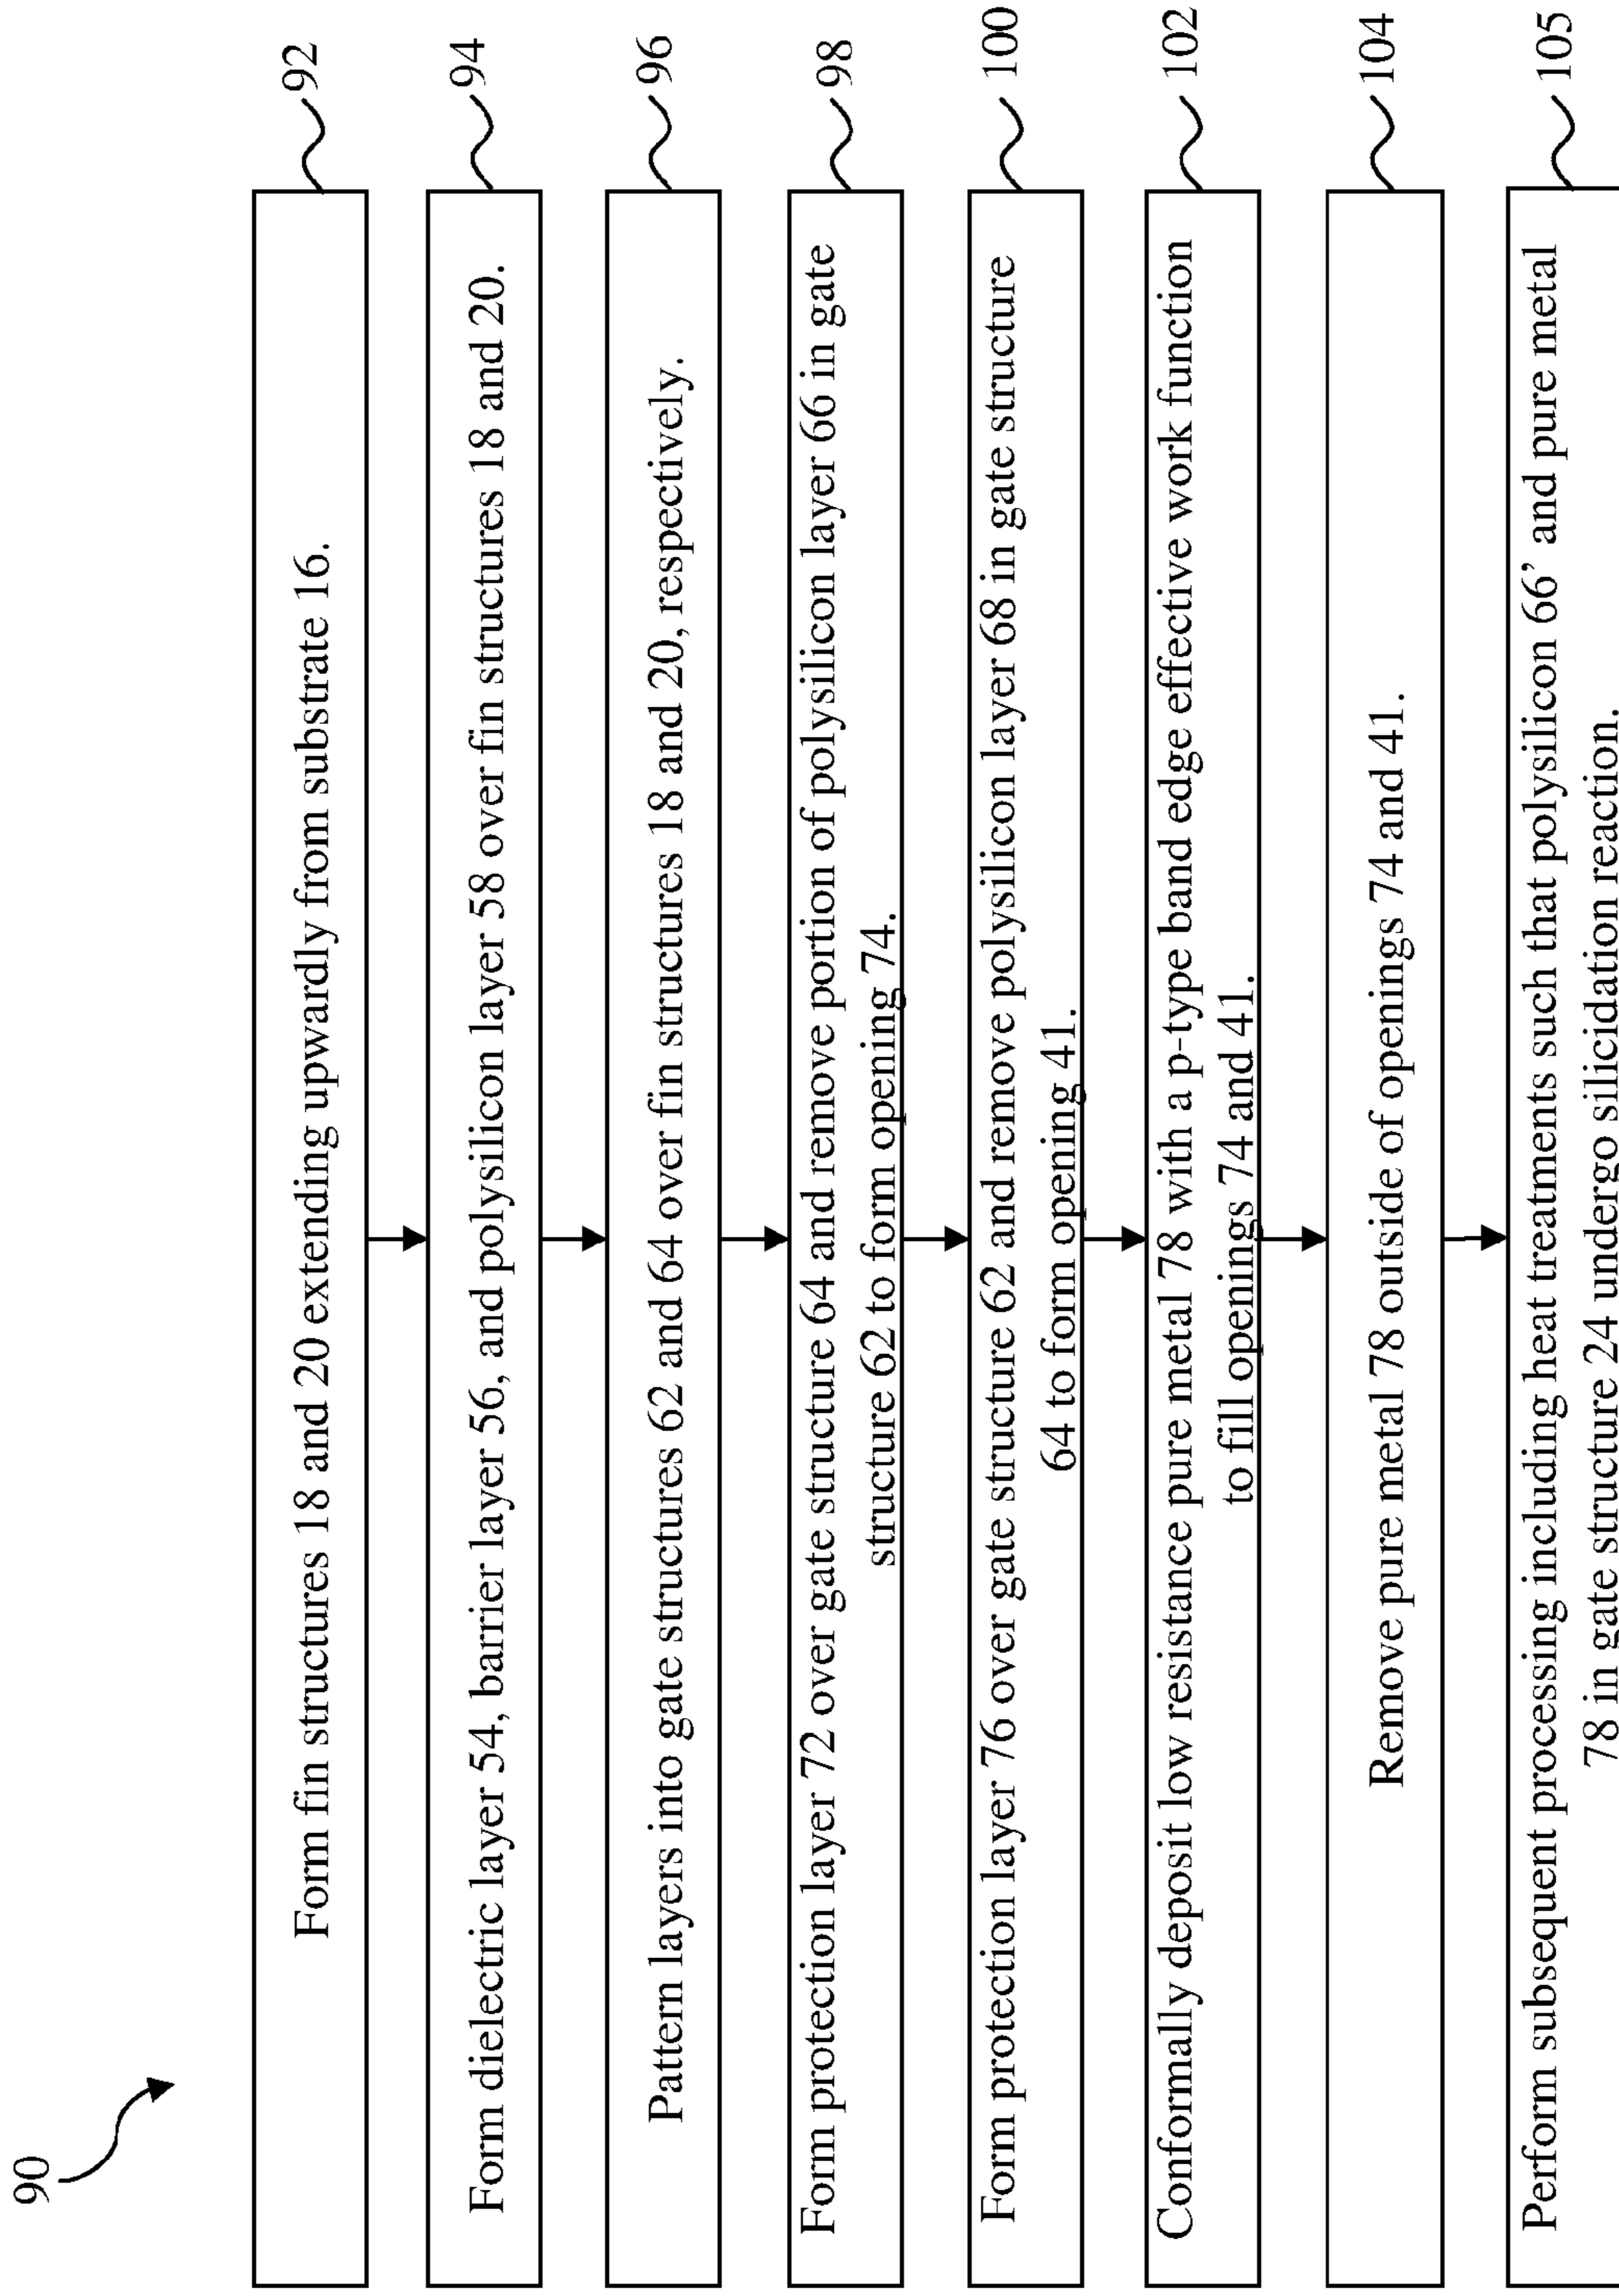 90
Form fin structures 18 and 20 extending upwardly from substrate 16.
92
Form dielectric layer 54, barrier layer 56, and polysilicon layer 58 over fin structures 18 and 20.
94
Pattern layers into gate structures 62 and 64 over fin structures 18 and 20, respectively.
96
Form protection layer 72 over gate structure 64 and remove portion of polysilicon layer 66 in gate
structure 62 to form opening 74.
98
Form protection layer 76 over gate structure 62 and remove polysilicon layer 68 in gate structure
64 to form opening 41.
100
Conformally deposit low resistance pure metal 78 with a p-type band edge effective work function
to fill openings 74 and 41.
102
Remove pure metal 78 outside of openings 74 and 41.
104
Perform subsequent processing including heat treatments such that polysilicon 66’ and pure metal
78 in gate structure 24 undergo silicidation reaction.
105